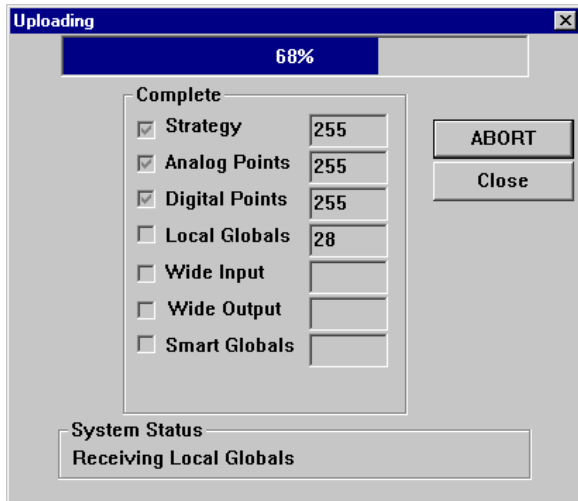 Uploading
68%
Complete
Strategy 255
Analog Points 255
Digital Points 255
Local Globals 28
Wide Input
Wide Output
Smart Globals
ABORT
Close
System Status
Receiving Local Globals